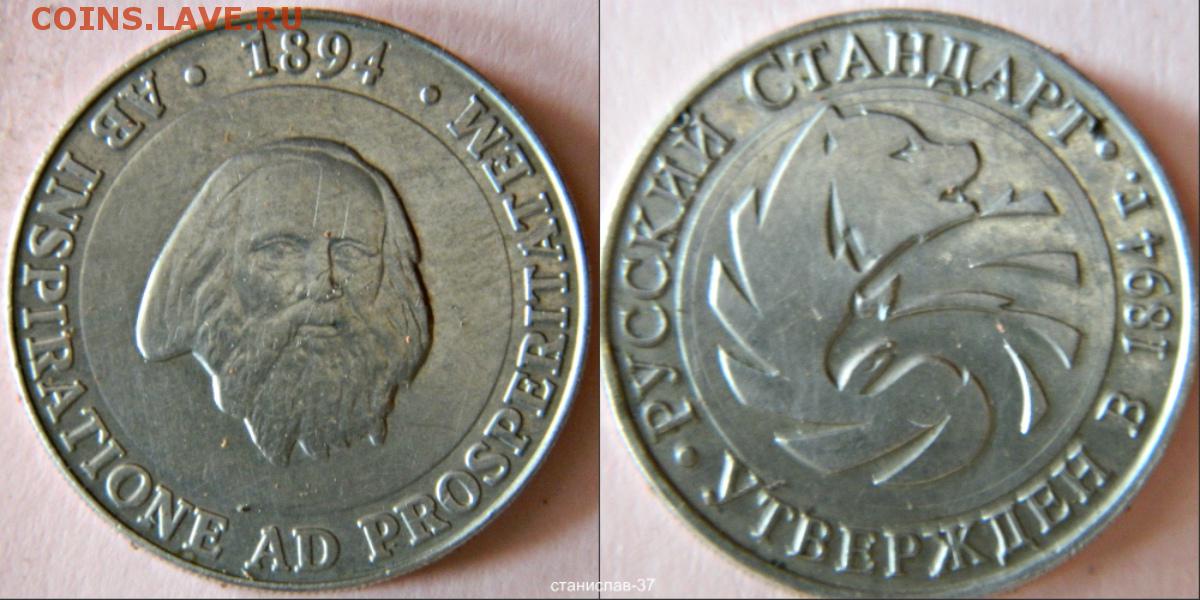 COINS.LAVE.RU
· 1894 ·
AB INSPIRATIONE AD PROSPERITATEM
РУССКИЙ СТАНДАРТ
· УТВЕРЖДЕН В 1894 г. ·
станислав-37